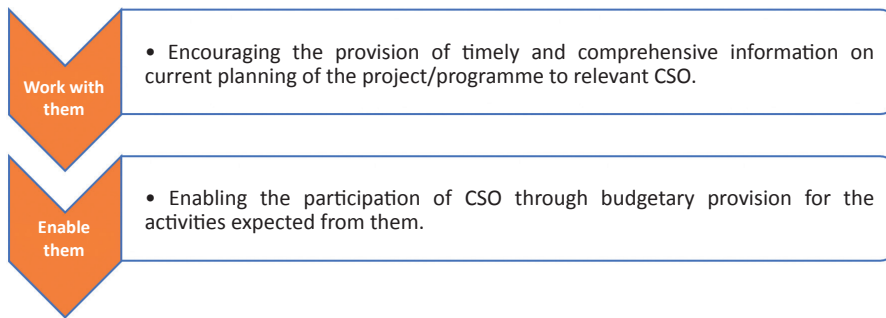 Work with
them
• Encouraging the provision of timely and comprehensive information on
current planning of the project/programme to relevant CSO.
Enable
them
• Enabling the participation of CSO through budgetary provision for the
activities expected from them.